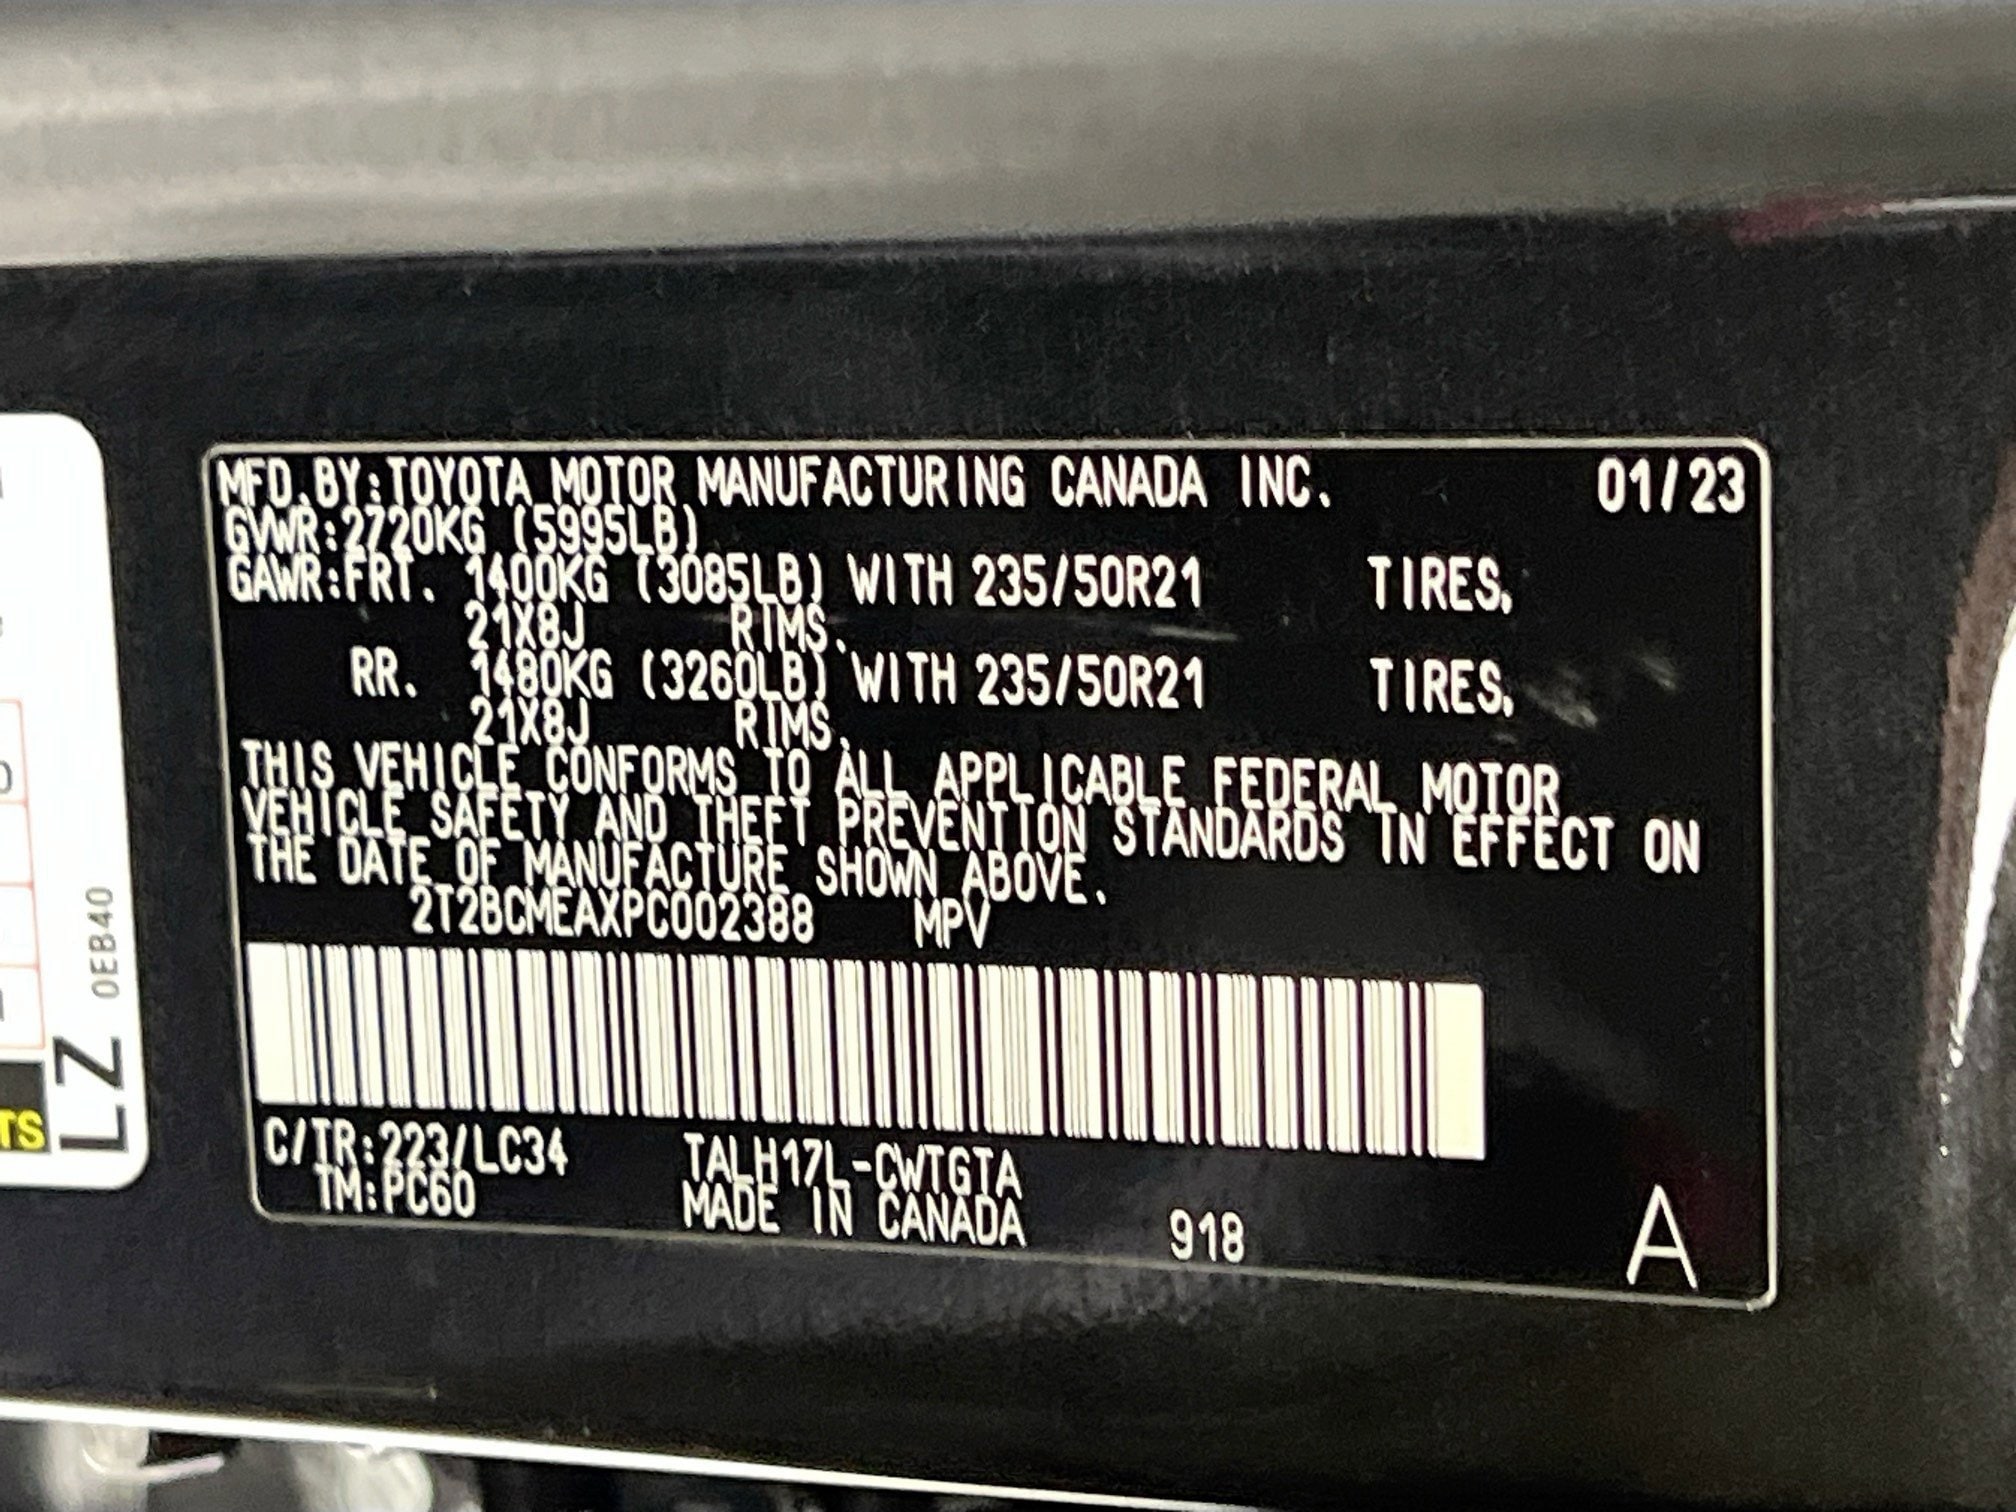 MFD.BY:TOYOTA MOTOR MANUFACTURING CANADA INC. 01/23
GVWR:2720KG (5995LB)
GAWR:FRT. 1400KG (3085LB) WITH 235/50R21 TIRES,
21X8J RIMS,
RR. 1480KG (3260LB) WITH 235/50R21 TIRES,
21X8J RIMS,
THIS VEHICLE CONFORMS TO ALL APPLICABLE FEDERAL MOTOR
VEHICLE SAFETY AND THEFT PREVENTION STANDARDS IN EFFECT ON
THE DATE OF MANUFACTURE SHOWN ABOVE.
2T2BCMEAXPC002388 MPV
C/TR:223/LC34 TALH17L-CWTGTA
TM:PC60 MADE IN CANADA 918 A
LZ 0EB40
TS